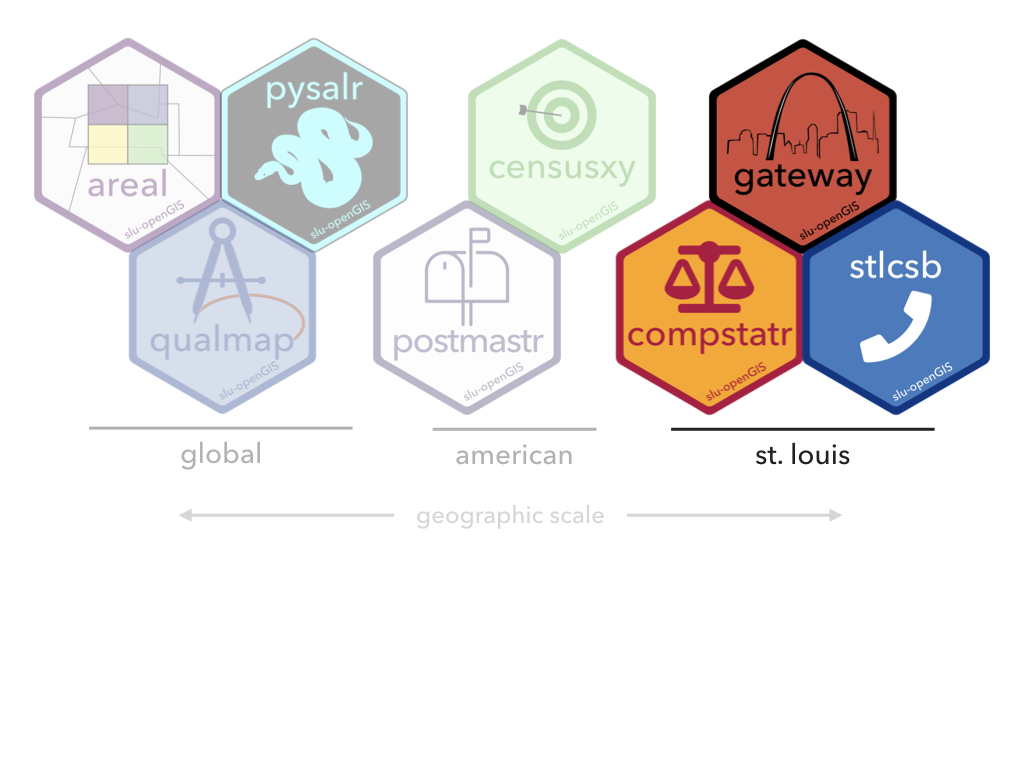 areal
slu-openGIS
pysalr
slu-openGIS
qualmap
slu-openGIS
censusxy
slu-openGIS
postmastr
slu-openGIS
gateway
slu-openGIS
compstatr
slu-openGIS
stlcsb
slu-openGIS
global
american
st. louis
geographic scale